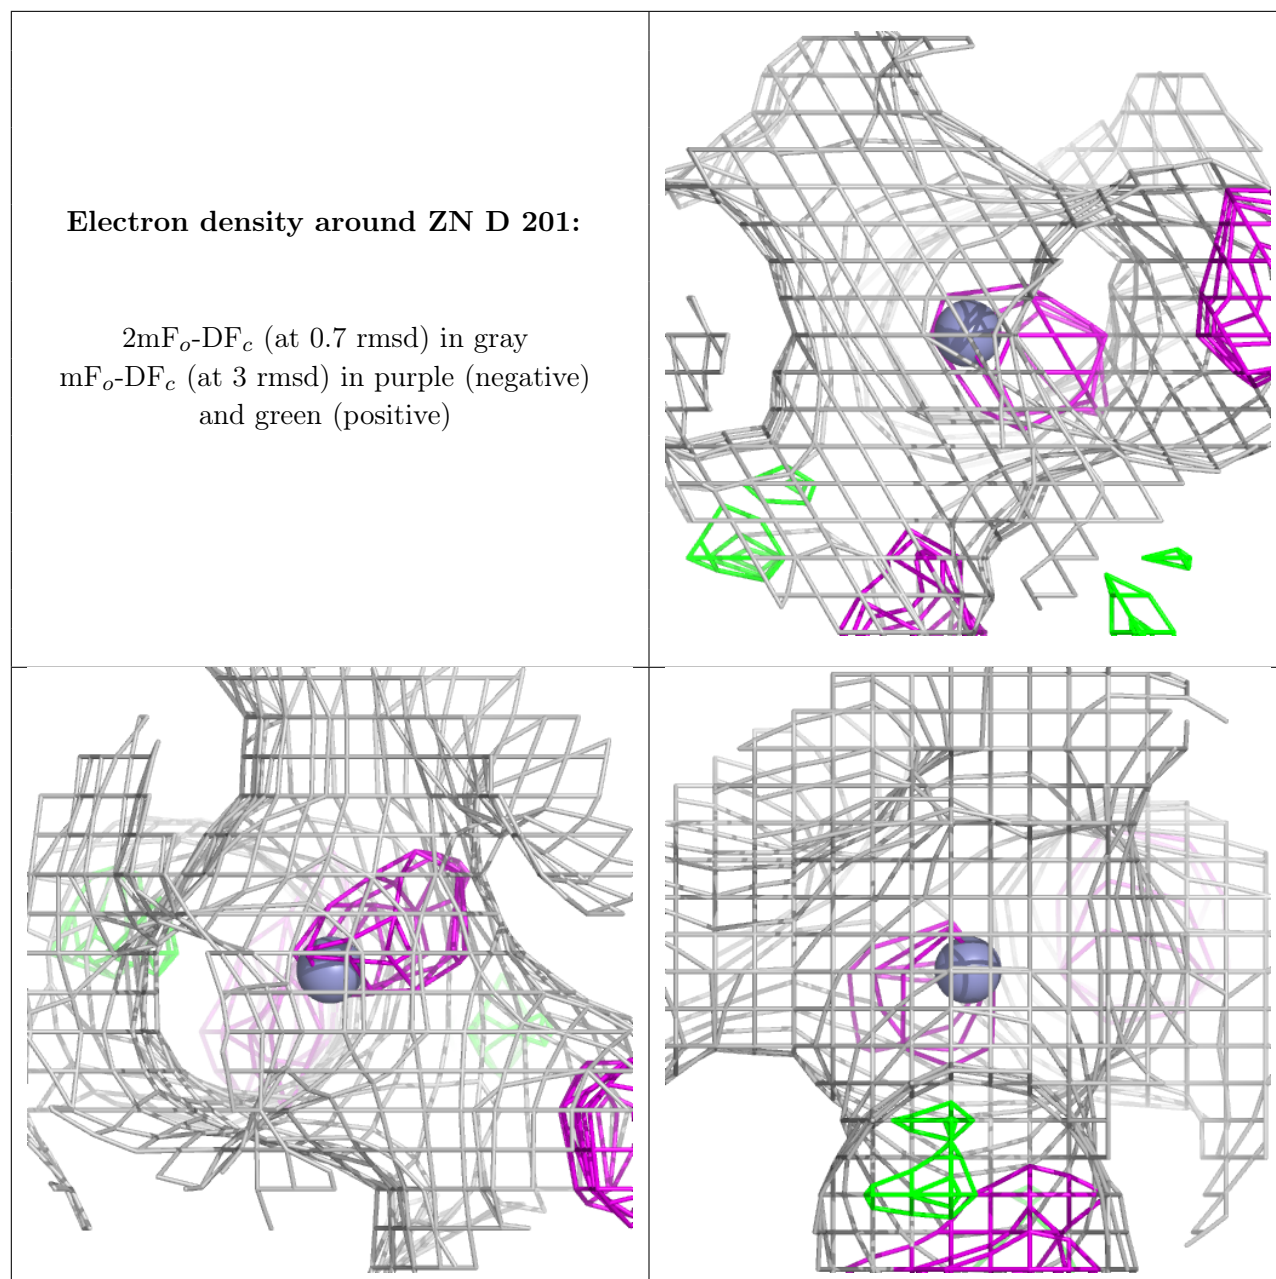 Electron density around ZN D 201:
2mFo-DFc (at 0.7 rmsd) in gray
mFo-DFc (at 3 rmsd) in purple (negative)
and green (positive)